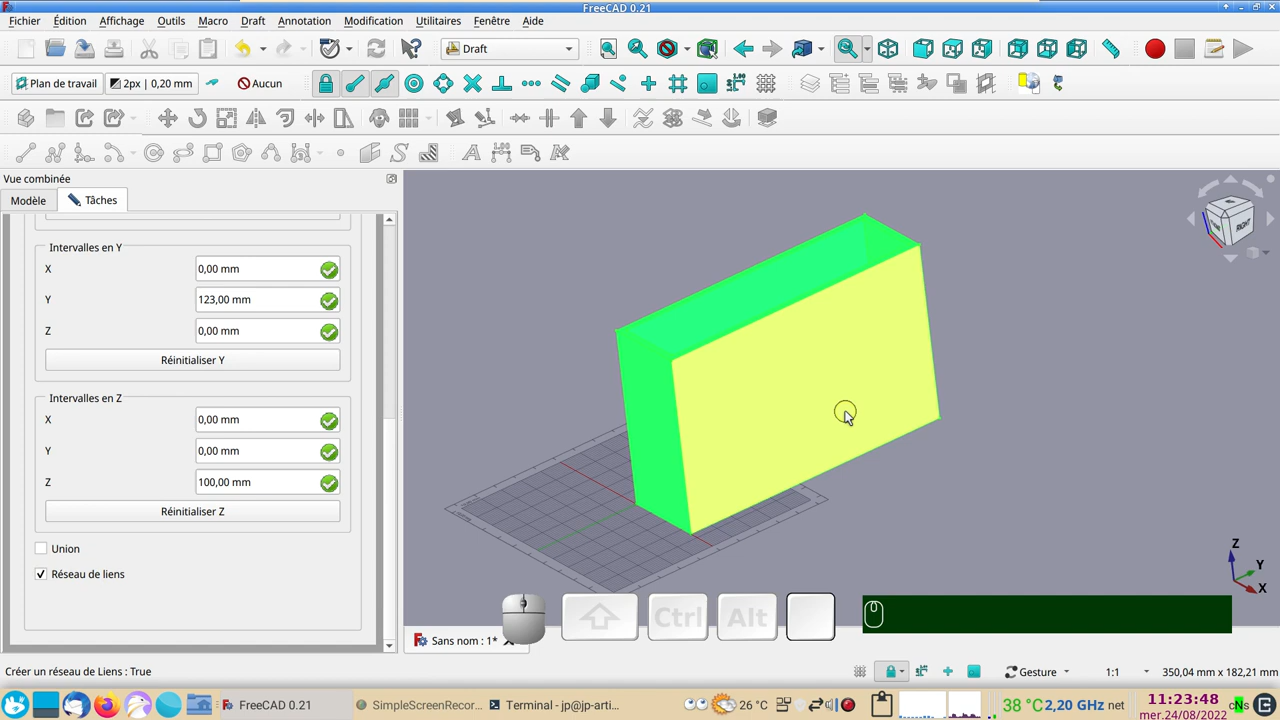 FreeCAD 0.21
Fichier Édition Affichage Outils Macro Draft Annotation Modification Utilitaires Fenêtre Aide
Draft
Plan de travail 2px | 0,20 mm Aucun
Vue combinée
Modèle Tâches
Intervalles en Y
X 0,00 mm
Y 123,00 mm
Z 0,00 mm
Réinitialiser Y
Intervalles en Z
X 0,00 mm
Y 0,00 mm
Z 100,00 mm
Réinitialiser Z
Union
Réseau de liens
RIGHT
Z
Y
X
Ctrl Alt
Sans nom : 1*
Créer un réseau de Liens : True
Gesture 1:1 350,04 mm x 182,21 mm
FreeCAD 0.21 SimpleScreenRecor... Terminal - jp@jp-arti... 26 °C 38 °C 2,20 GHz net 11:23:48
mer.24/08/2022 cNs